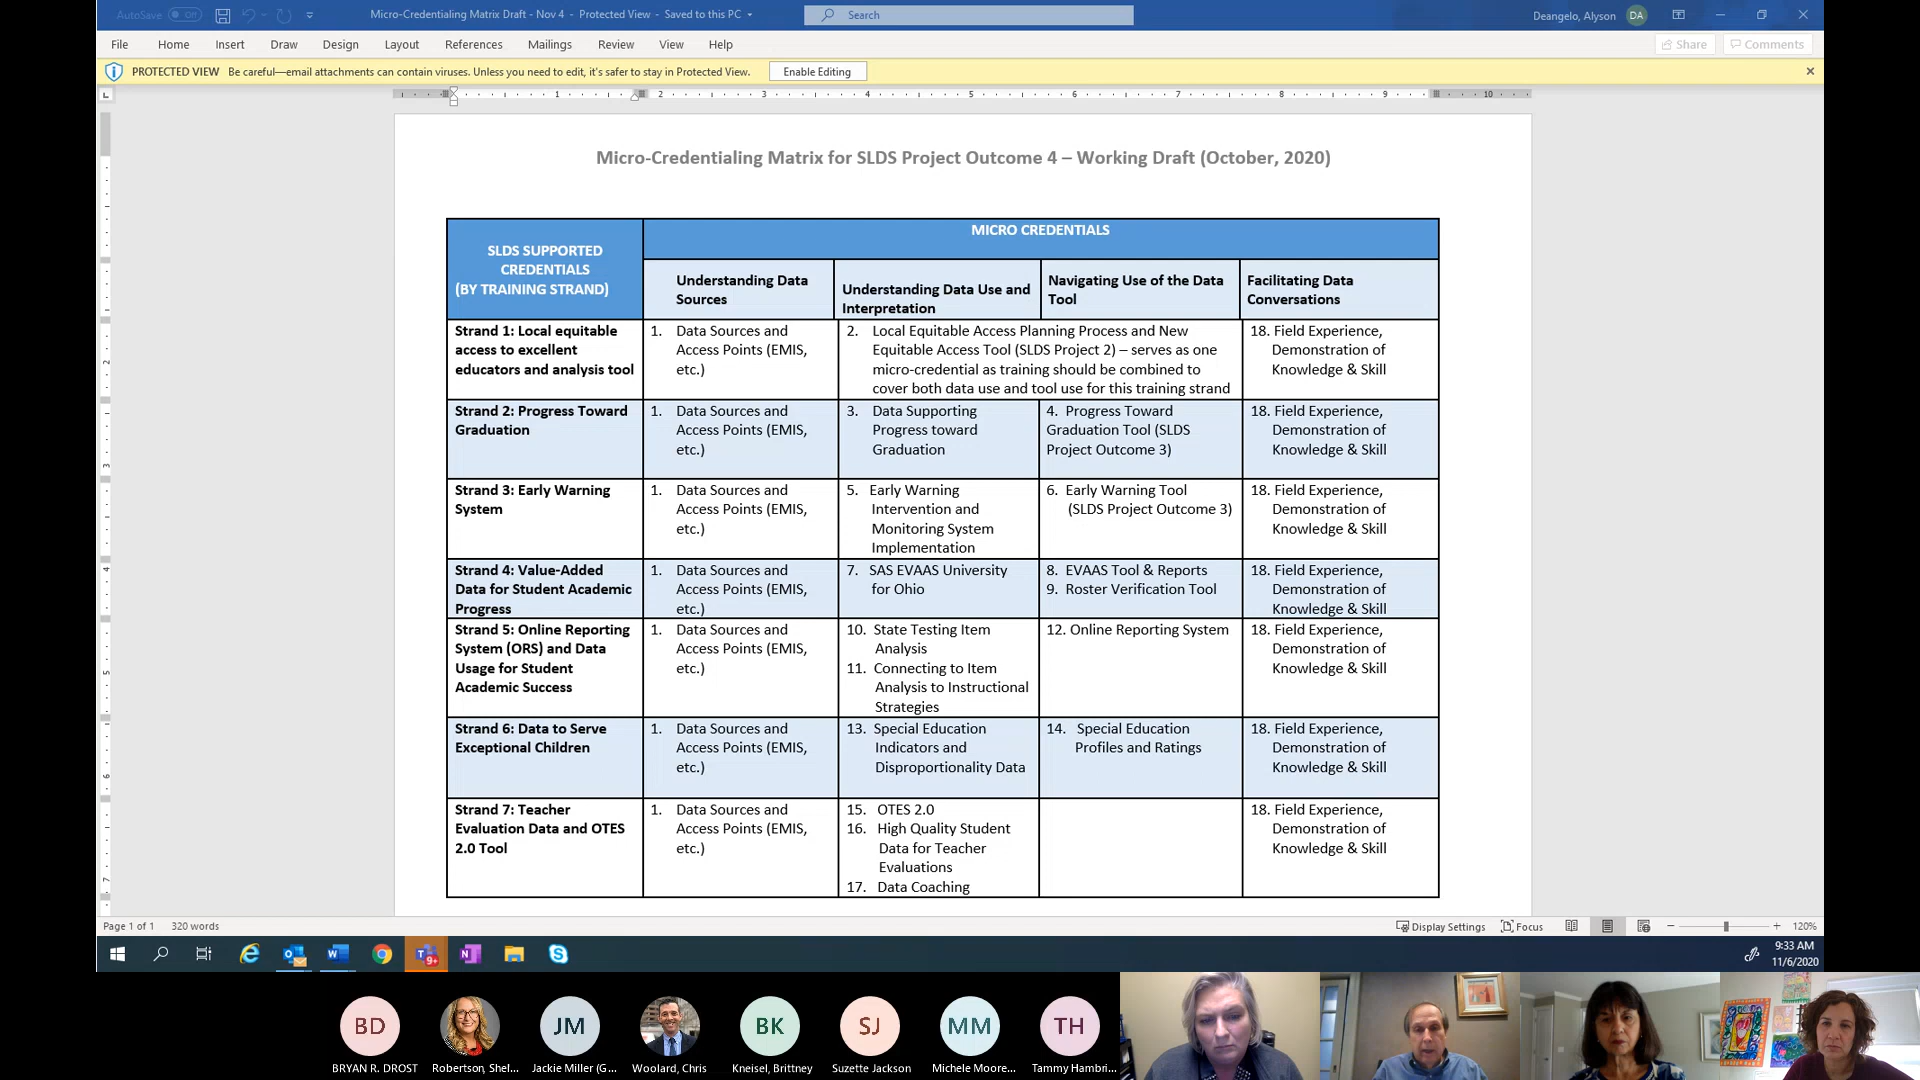 AutoSave Off
Micro-Credentialing Matrix Draft - Nov 4 - Protected View - Saved to this PC
Search
Deangelo, Alyson DA
File Home Insert Draw Design Layout References Mailings Review View Help
Share Comments
PROTECTED VIEW Be careful—email attachments can contain viruses. Unless you need to edit, it's safer to stay in Protected View. Enable Editing
1 2 3 4 5 6 7 8 9 10
Micro-Credentialing Matrix for SLDS Project Outcome 4 – Working Draft (October, 2020)
SLDS SUPPORTED
CREDENTIALS
(BY TRAINING STRAND)
MICRO CREDENTIALS
Understanding Data
Sources
Understanding Data Use and
Interpretation
Navigating Use of the Data
Tool
Facilitating Data
Conversations
Strand 1: Local equitable
access to excellent
educators and analysis tool
1. Data Sources and
Access Points (EMIS,
etc.)
2. Local Equitable Access Planning Process and New
Equitable Access Tool (SLDS Project 2) – serves as one
micro-credential as training should be combined to
cover both data use and tool use for this training strand
18. Field Experience,
Demonstration of
Knowledge & Skill
Strand 2: Progress Toward
Graduation
1. Data Sources and
Access Points (EMIS,
etc.)
3. Data Supporting
Progress toward
Graduation
4. Progress Toward
Graduation Tool (SLDS
Project Outcome 3)
18. Field Experience,
Demonstration of
Knowledge & Skill
Strand 3: Early Warning
System
1. Data Sources and
Access Points (EMIS,
etc.)
5. Early Warning
Intervention and
Monitoring System
Implementation
6. Early Warning Tool
(SLDS Project Outcome 3)
18. Field Experience,
Demonstration of
Knowledge & Skill
Strand 4: Value-Added
Data for Student Academic
Progress
1. Data Sources and
Access Points (EMIS,
etc.)
7. SAS EVAAS University
for Ohio
8. EVAAS Tool & Reports
9. Roster Verification Tool
18. Field Experience,
Demonstration of
Knowledge & Skill
Strand 5: Online Reporting
System (ORS) and Data
Usage for Student
Academic Success
1. Data Sources and
Access Points (EMIS,
etc.)
10. State Testing Item
Analysis
11. Connecting to Item
Analysis to Instructional
Strategies
12. Online Reporting System
18. Field Experience,
Demonstration of
Knowledge & Skill
Strand 6: Data to Serve
Exceptional Children
1. Data Sources and
Access Points (EMIS,
etc.)
13. Special Education
Indicators and
Disproportionality Data
14. Special Education
Profiles and Ratings
18. Field Experience,
Demonstration of
Knowledge & Skill
Strand 7: Teacher
Evaluation Data and OTES
2.0 Tool
1. Data Sources and
Access Points (EMIS,
etc.)
15. OTES 2.0
16. High Quality Student
Data for Teacher
Evaluations
17. Data Coaching
18. Field Experience,
Demonstration of
Knowledge & Skill
Page 1 of 1 320 words
Display Settings Focus 120%
9:33 AM
11/6/2020
BD JM BK SJ MM TH
BRYAN R. DROST Robertson, Shel... Jackie Miller (G... Woolard, Chris Kneisel, Brittney Suzette Jackson Michele Moore... Tammy Hambri...